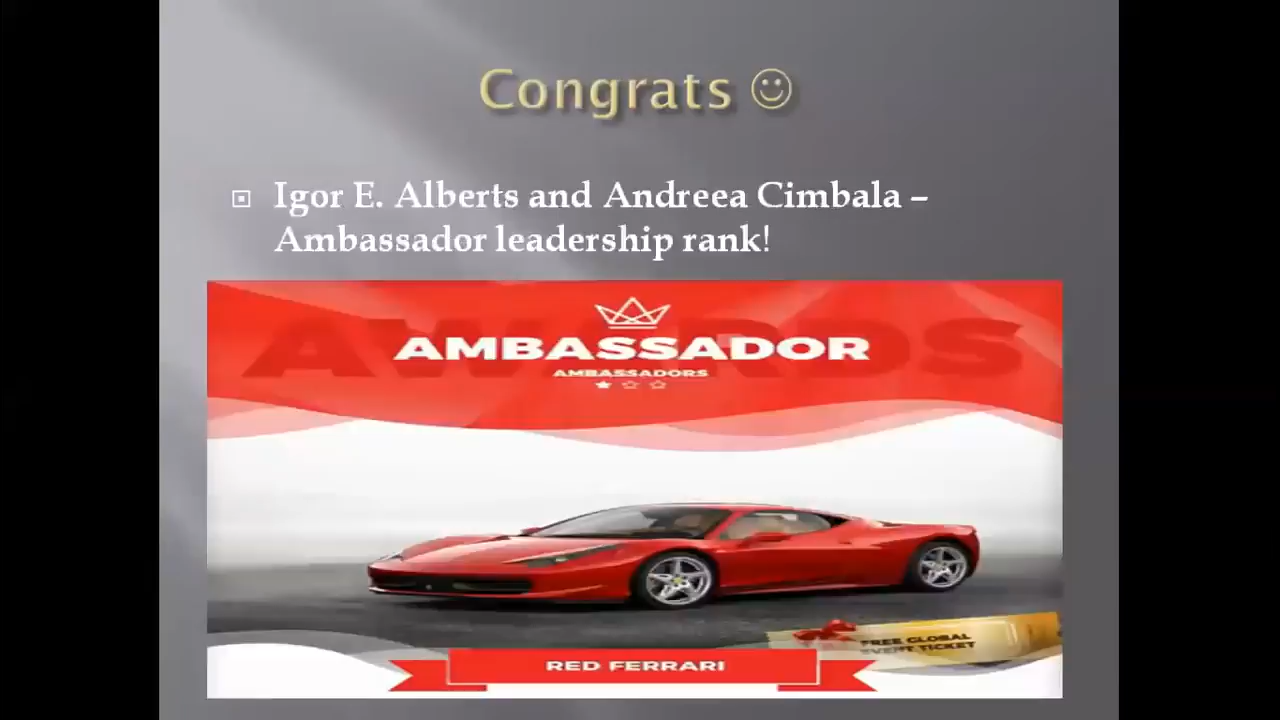 Congrats ☺
Igor E. Alberts and Andreea Cimbala –
Ambassador leadership rank!
AWARDS
AMBASSADOR
AMBASSADORS
FREE GLOBAL
EVENT TICKET
RED FERRARI